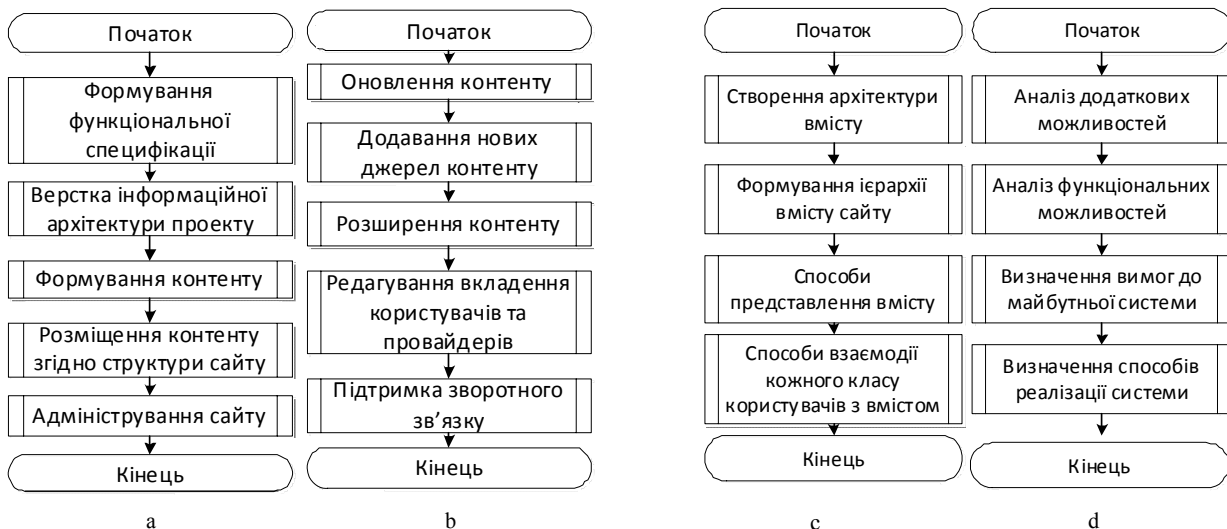 Початок
Формування
функціональної
специфікації
Верстка інформаційної
архітектури проекту
Формування контенту
Розміщення контенту
згідно структури сайту
Адміністрування сайту
Кінець
a
Початок
Оновлення контенту
Додавання нових
джерел контенту
Розширення контенту
Редагування вкладення
користувачів та
провайдерів
Підтримка зворотного
зв’язку
Кінець
b
Початок
Створення архітектури
вмісту
Формування ієрархії
вмісту сайту
Способи
представлення вмісту
Способи взаємодії
кожного класу
користувачів з вмістом
Кінець
c
Початок
Аналіз додаткових
можливостей
Аналіз функціональних
можливостей
Визначення вимог до
майбутньої системи
Визначення способів
реалізації системи
Кінець
d